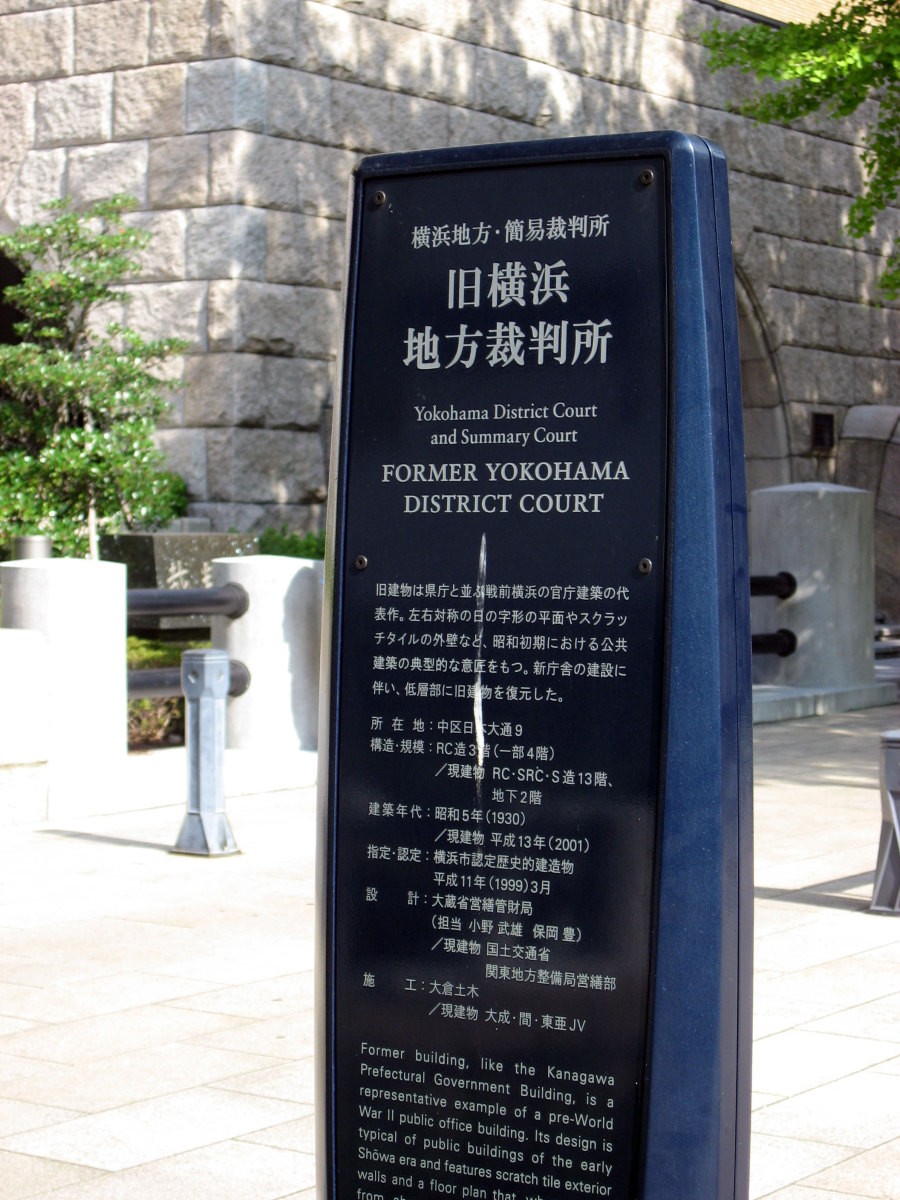 横浜地方・簡易裁判所
旧横浜
地方裁判所
Yokohama District Court
and Summary Court
FORMER YOKOHAMA
DISTRICT COURT
旧建物は県庁と並ぶ戦前横浜の官庁建築の代
表作。左右対称の日の字形の平面やスクラッ
チタイルの外壁など、昭和初期における公共
建築の典型的な意匠をもつ。新庁舎の建設に
伴い、低層部に旧建物を復元した。
所在地：中区日本大通9
構造・規模：RC造3階（一部4階）
／現建物 RC・SRC・S造13階、
地下2階
建築年代：昭和5年（1930）
／現建物 平成13年（2001）
指定・認定：横浜市認定歴史的建造物
平成11年（1999）3月
設計：大蔵省営繕管財局
（担当 小野 武雄 保岡 豊）
／現建物 国土交通省
関東地方整備局営繕部
施工：大倉土木
／現建物 大成・間・東亜JV
Former building, like the Kanagawa
Prefectural Government Building, is a
representative example of a pre-World
War II public office building. Its design is
typical of public buildings of the early
Shōwa era and features scratch tile exterior
walls and a floor plan that,
from